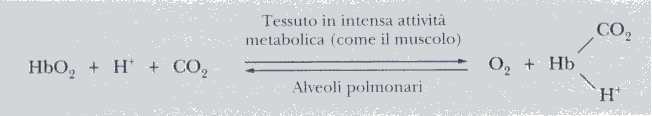 Tessuto in intensa attività
metabolica (come il muscolo)
CO₂
HbO₂ + H⁺ + CO₂ O₂ + Hb
Alveoli polmonari
H⁺